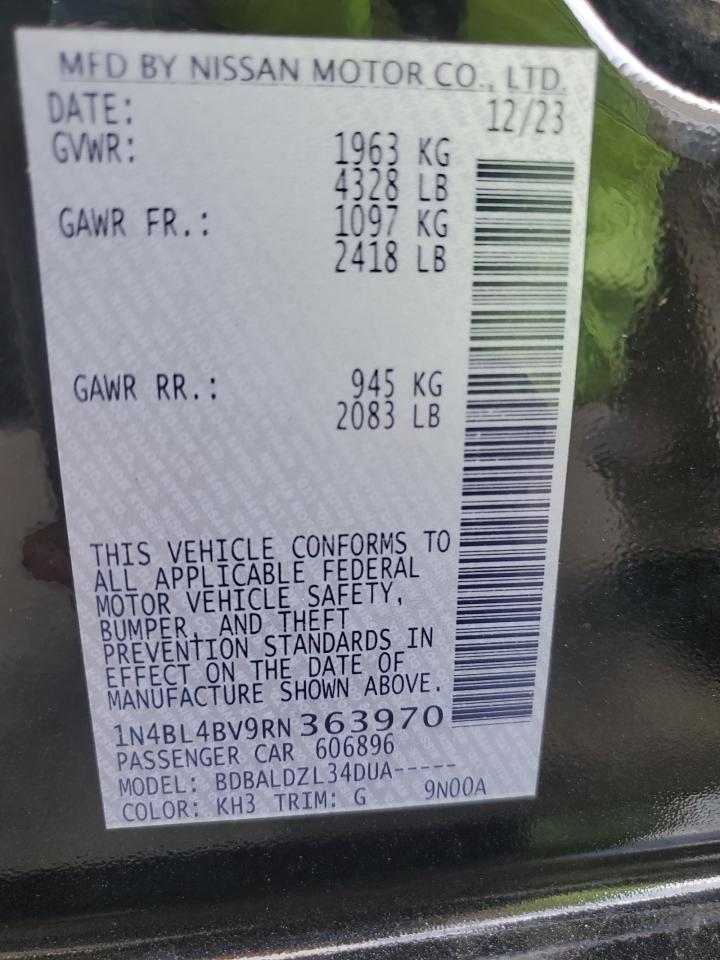 MFD BY NISSAN MOTOR CO., LTD.
DATE: 12/23
GVWR: 1963 KG
4328 LB
GAWR FR.: 1097 KG
2418 LB
GAWR RR.: 945 KG
2083 LB
THIS VEHICLE CONFORMS TO
ALL APPLICABLE FEDERAL
MOTOR VEHICLE SAFETY,
BUMPER, AND THEFT
PREVENTION STANDARDS IN
EFFECT ON THE DATE OF
MANUFACTURE SHOWN ABOVE.
1N4BL4BV9RN363970
PASSENGER CAR 606896
MODEL: BDBALDZL34DUA-----
COLOR: KH3 TRIM: G 9N00A